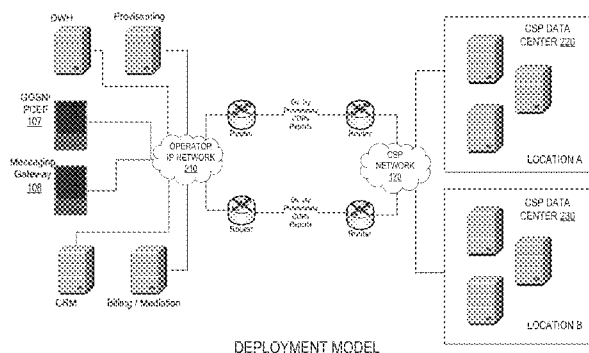 DWH
Provisioning
GGSN/
PCEF
107
Messaging
Gateway
108
CRM
Billing / Mediation
OPERATOR
IP NETWORK
210
Router
Router
Router
Router
CSP
NETWORK
120
CSP DATA
CENTER 220
LOCATION A
CSP DATA
CENTER 230
LOCATION B
DEPLOYMENT MODEL